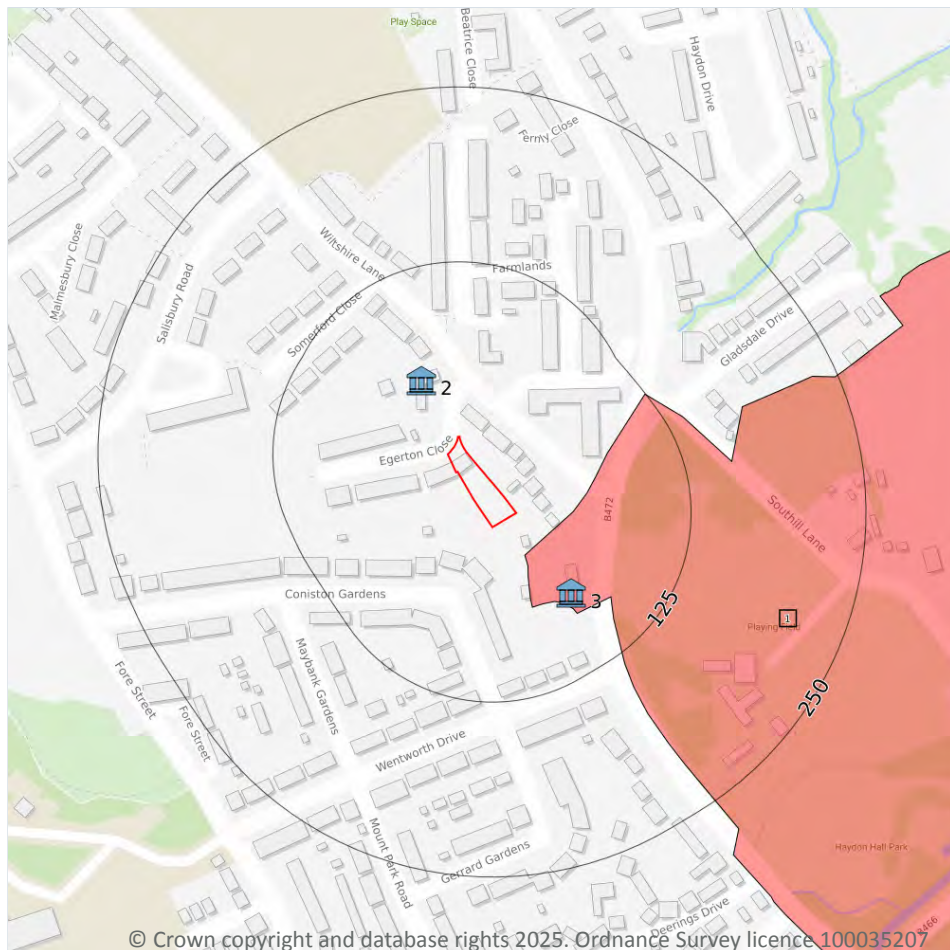 Play Space
Beatrice Close
Haydon Drive
Ferny Close
Malmesbury Close
Salisbury Road
Wiltshire Lane
Farmlands
Somerford Close
Gladsdale Drive
2
Egerton Close
B472
Southill Lane
Coniston Gardens
3
125
1
Playing Field
250
Maybank Gardens
Fore Street
Fore Street
Wentworth Drive
Mount Park Road
Gerrard Gardens
Haydon Hall Park
Deerings Drive
B466
© Crown copyright and database rights 2025. Ordnance Survey licence 100035207